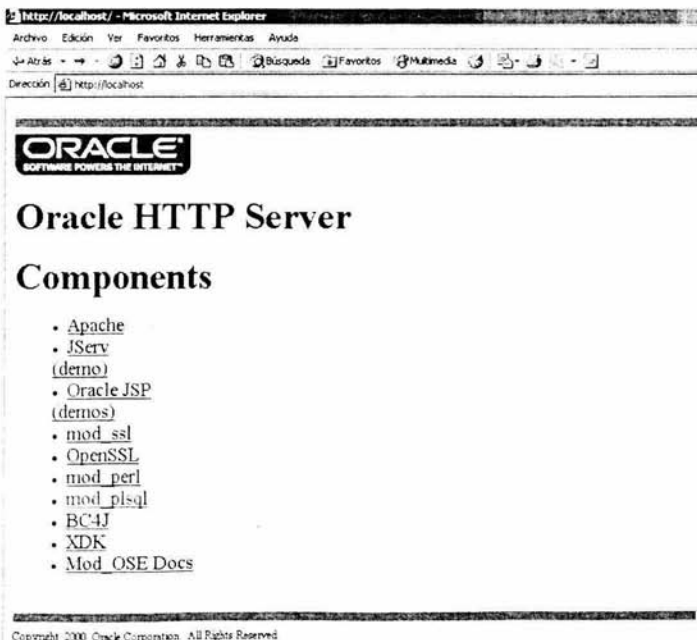 http://localhost/ - Microsoft Internet Explorer
Archivo Edición Ver Favoritos Herramientas Ayuda
Atrás Búsqueda Favoritos Multimedia
Dirección http://localhost
ORACLE
SOFTWARE POWERS THE INTERNET™
Oracle HTTP Server
Components
• Apache
• JServ
(demo)
• Oracle JSP
(demos)
• mod_ssl
• OpenSSL
• mod_perl
• mod_plsql
• BC4J
• XDK
• Mod_OSE Docs
Copyright 2000 Oracle Corporation. All Rights Reserved